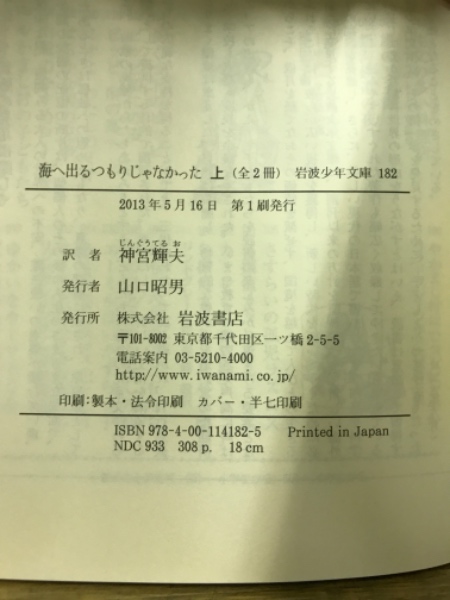 海へ出るつもりじゃなかった 上（全2冊） 岩波少年文庫 182
2013年5月16日 第1刷発行
じんぐうてるお
訳者 神宮輝夫
発行者 山口昭男
発行所 株式会社 岩波書店
〒101-8002 東京都千代田区一ツ橋2-5-5
電話案内 03-5210-4000
http://www.iwanami.co.jp/
印刷:製本・法令印刷 カバー・半七印刷
ISBN 978-4-00-114182-5 Printed in Japan
NDC 933 308 p. 18 cm